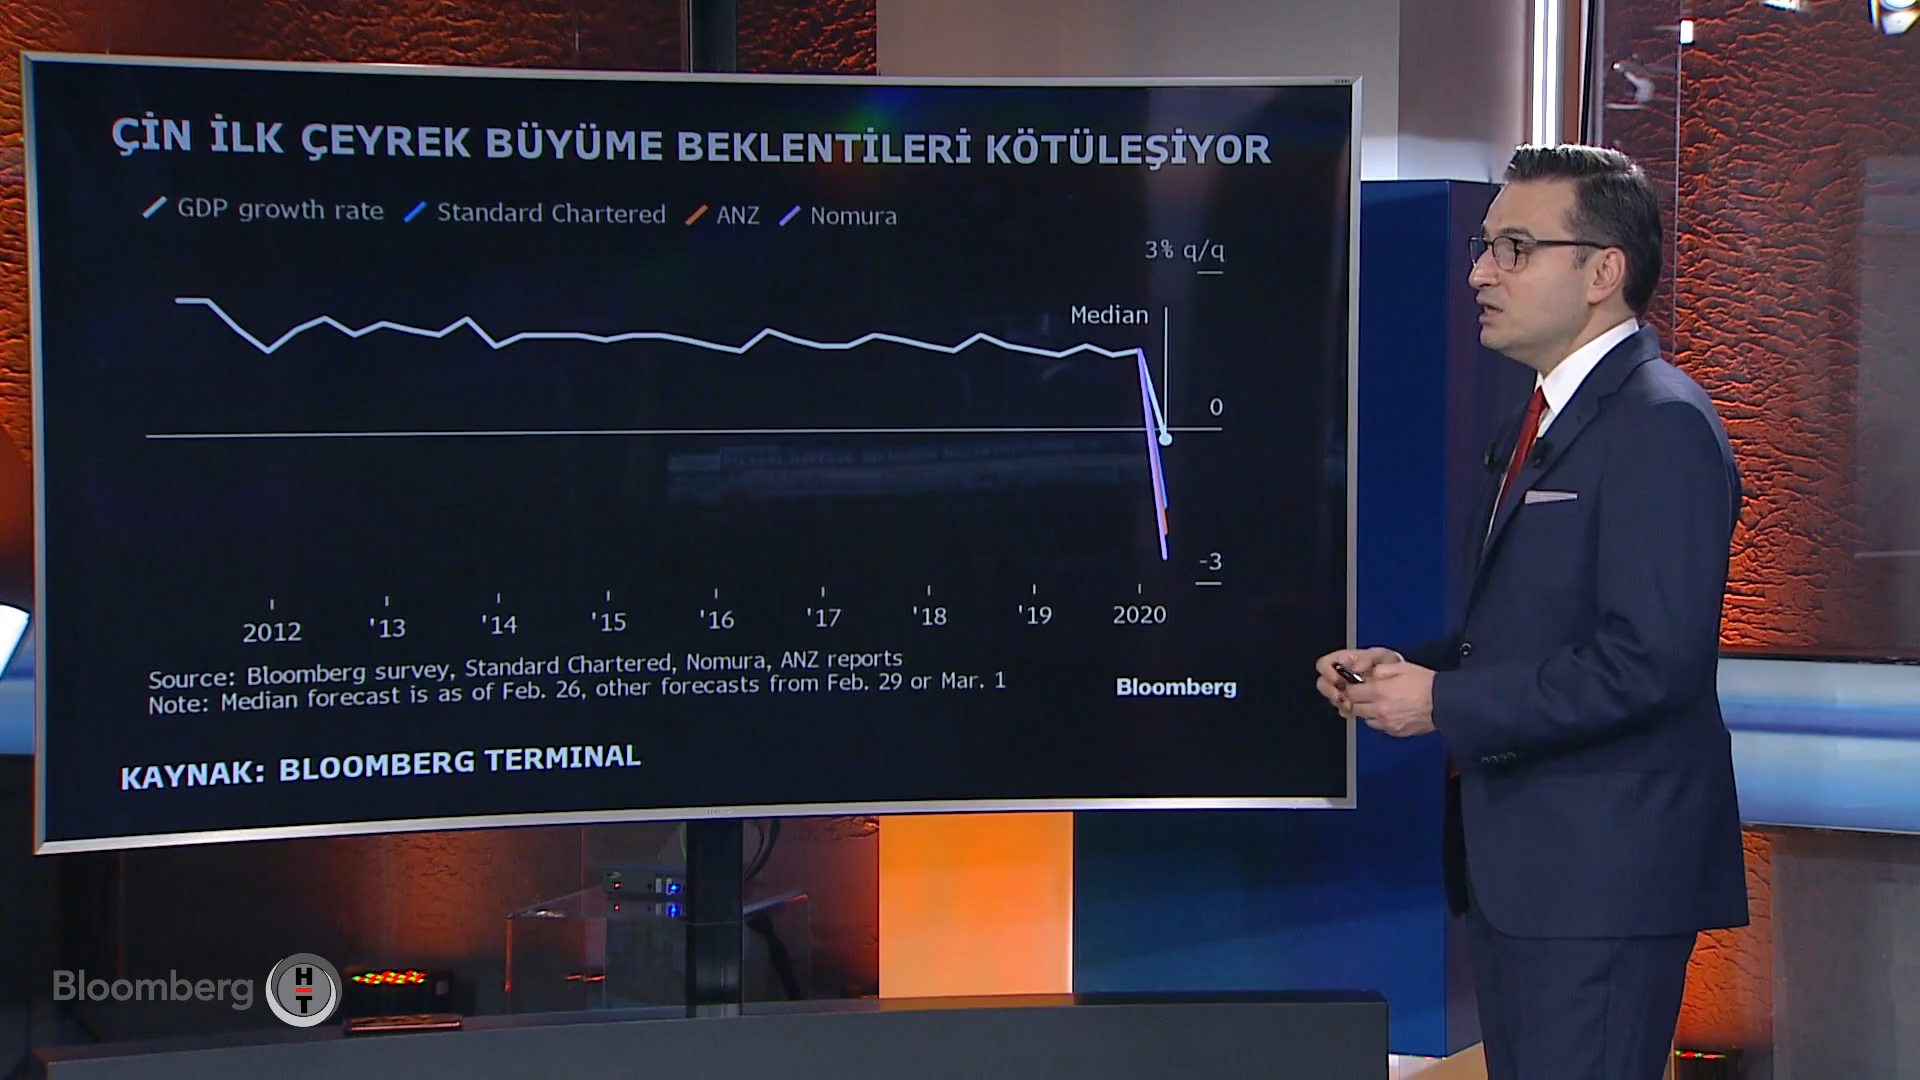 ÇİN İLK ÇEYREK BÜYÜME BEKLENTİLERİ KÖTÜLEŞİYOR
GDP growth rate Standard Chartered ANZ Nomura
3% q/q
Median
0
-3
2012 '13 '14 '15 '16 '17 '18 '19 2020
Source: Bloomberg survey, Standard Chartered, Nomura, ANZ reports
Note: Median forecast is as of Feb. 26, other forecasts from Feb. 29 or Mar. 1
Bloomberg
KAYNAK: BLOOMBERG TERMINAL
Bloomberg HT